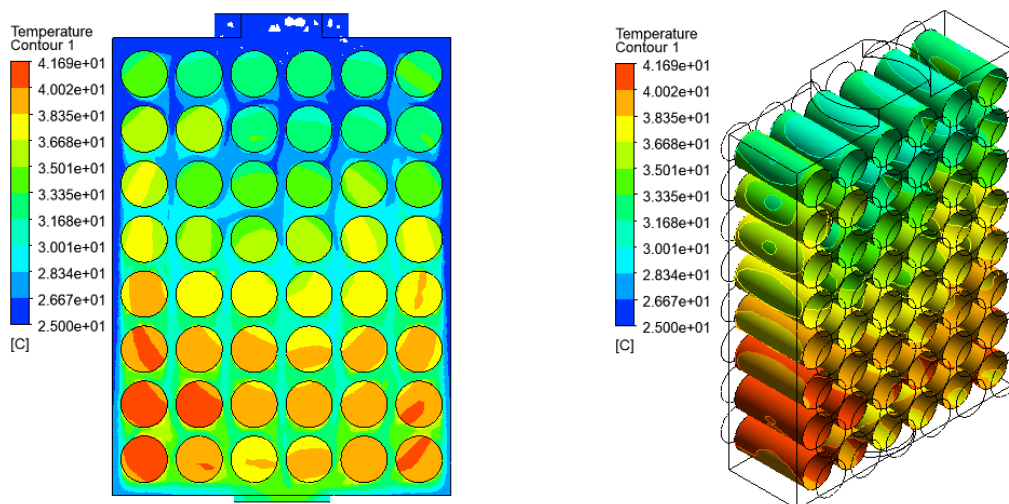 Temperature
Contour 1
4.169e+01
4.002e+01
3.835e+01
3.668e+01
3.501e+01
3.335e+01
3.168e+01
3.001e+01
2.834e+01
2.667e+01
2.500e+01
[C]
Temperature
Contour 1
4.169e+01
4.002e+01
3.835e+01
3.668e+01
3.501e+01
3.335e+01
3.168e+01
3.001e+01
2.834e+01
2.667e+01
2.500e+01
[C]